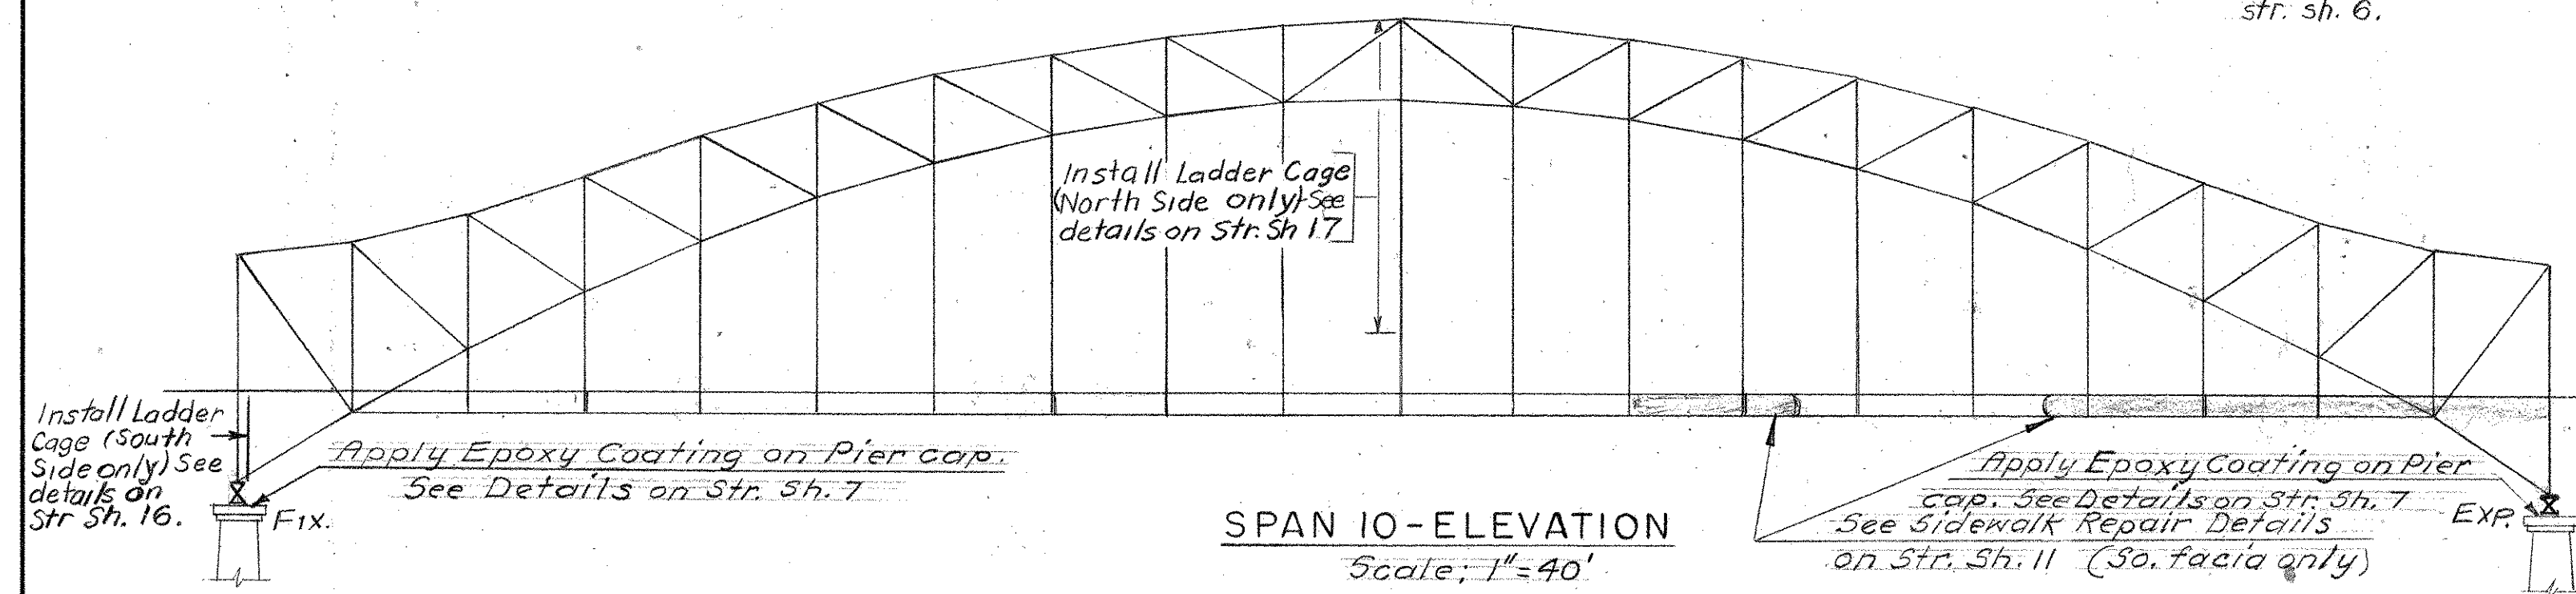 str. sh. 6.
Install Ladder Cage
(North Side only) See
details on Str. Sh 17
Install Ladder
Cage (South
Side only) See
details on
Str Sh. 16.
Apply Epoxy Coating on Pier cap.
See Details on Str. Sh. 7
Fix.
SPAN 10-ELEVATION
Scale; 1"=40'
Apply Epoxy Coating on Pier
cap. See Details on Str. Sh. 7
See Sidewalk Repair Details
on Str. Sh. 11 (So. facia only)
Exp.